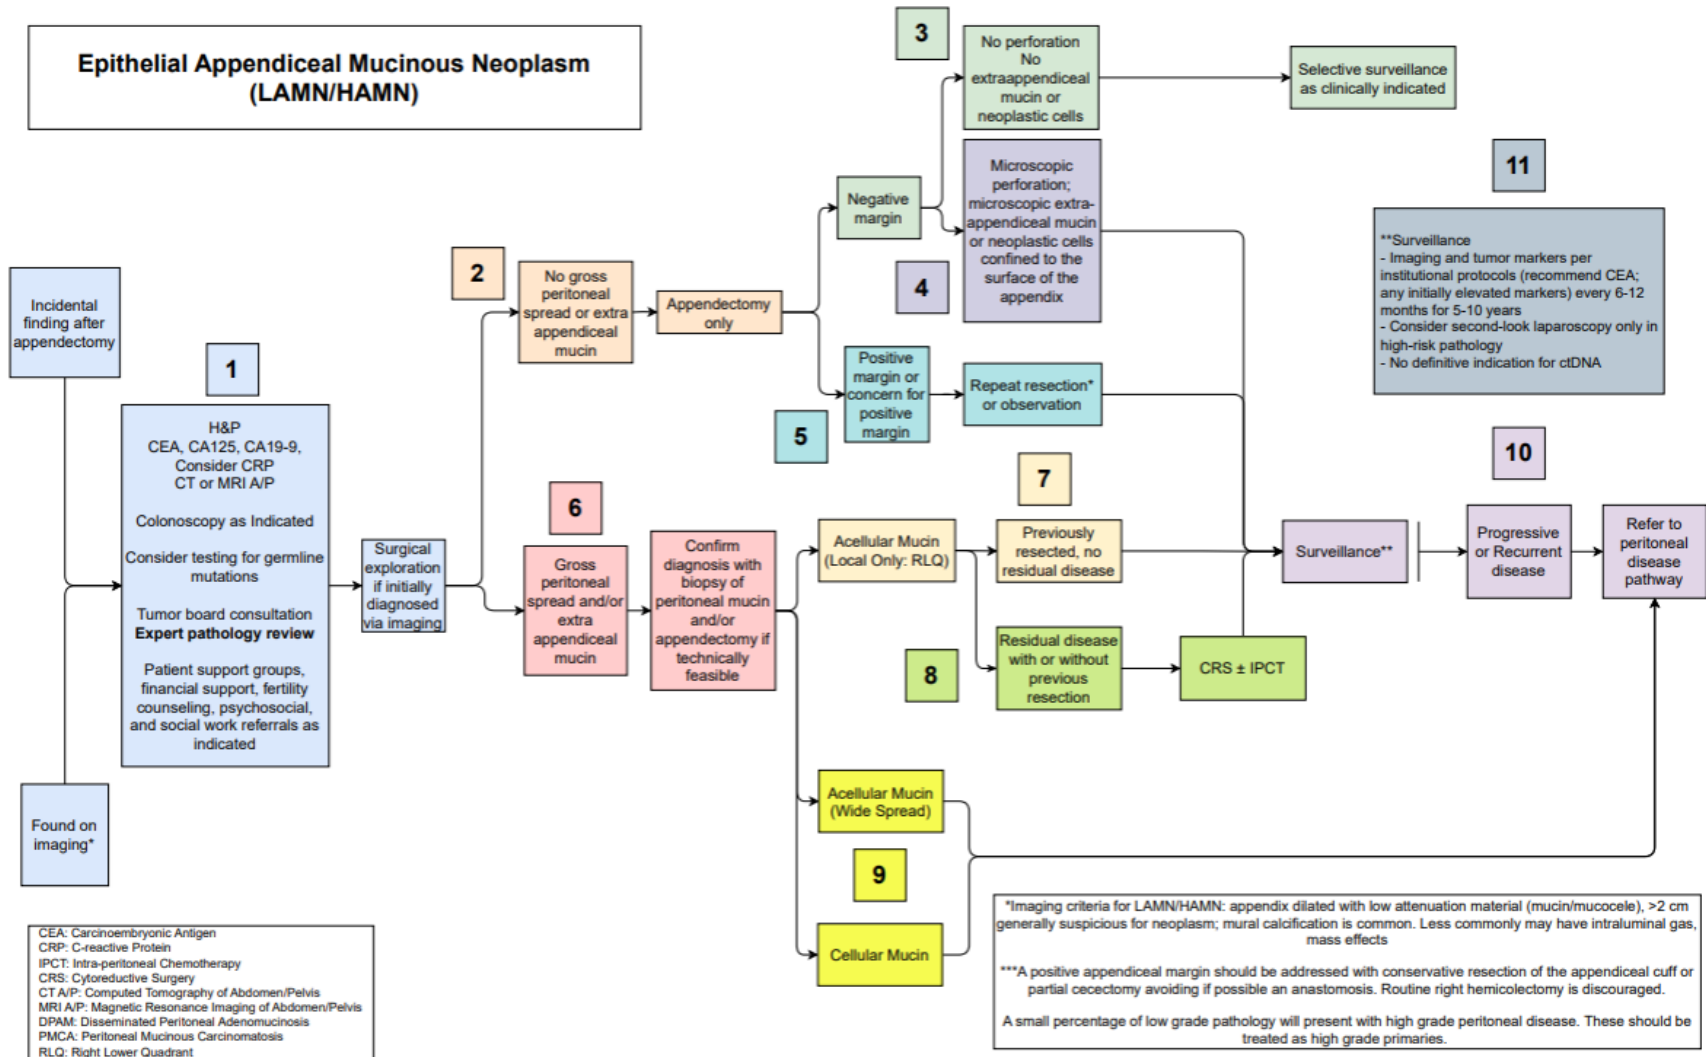 Epithelial Appendiceal Mucinous Neoplasm
(LAMN/HAMN)
Incidental
finding after
appendectomy
Found on
imaging*
1
H&P
CEA, CA125, CA19-9,
Consider CRP
CT or MRI A/P
Colonoscopy as Indicated
Consider testing for germline
mutations
Tumor board consultation
Expert pathology review
Patient support groups,
financial support, fertility
counseling, psychosocial,
and social work referrals as
indicated
Surgical
exploration
if initially
diagnosed
via imaging
2
No gross
peritoneal
spread or extra
appendiceal
mucin
Appendectomy
only
Negative
margin
3
No perforation
No
extraappendiceal
mucin or
neoplastic cells
Selective surveillance
as clinically indicated
4
Microscopic
perforation;
microscopic extra-
appendiceal mucin
or neoplastic cells
confined to the
surface of the
appendix
5
Positive
margin or
concern for
positive
margin
Repeat resection*
or observation
6
Gross
peritoneal
spread and/or
extra
appendiceal
mucin
Confirm
diagnosis with
biopsy of
peritoneal mucin
and/or
appendectomy if
technically
feasible
Acellular Mucin
(Local Only: RLQ)
7
Previously
resected, no
residual disease
8
Residual disease
with or without
previous
resection
CRS ± IPCT
Acellular Mucin
(Wide Spread)
9
Cellular Mucin
Surveillance**
10
Progressive
or Recurrent
disease
Refer to
peritoneal
disease
pathway
11
**Surveillance
- Imaging and tumor markers per
institutional protocols (recommend CEA;
any initially elevated markers) every 6-12
months for 5-10 years
- Consider second-look laparoscopy only in
high-risk pathology
- No definitive indication for ctDNA
CEA: Carcinoembryonic Antigen
CRP: C-reactive Protein
IPCT: Intra-peritoneal Chemotherapy
CRS: Cytoreductive Surgery
CT A/P: Computed Tomography of Abdomen/Pelvis
MRI A/P: Magnetic Resonance Imaging of Abdomen/Pelvis
DPAM: Disseminated Peritoneal Adenomucinosis
PMCA: Peritoneal Mucinous Carcinomatosis
RLQ: Right Lower Quadrant
*Imaging criteria for LAMN/HAMN: appendix dilated with low attenuation material (mucin/mucocele), >2 cm
generally suspicious for neoplasm; mural calcification is common. Less commonly may have intraluminal gas,
mass effects
***A positive appendiceal margin should be addressed with conservative resection of the appendiceal cuff or
partial cecectomy avoiding if possible an anastomosis. Routine right hemicolectomy is discouraged.
A small percentage of low grade pathology will present with high grade peritoneal disease. These should be
treated as high grade primaries.